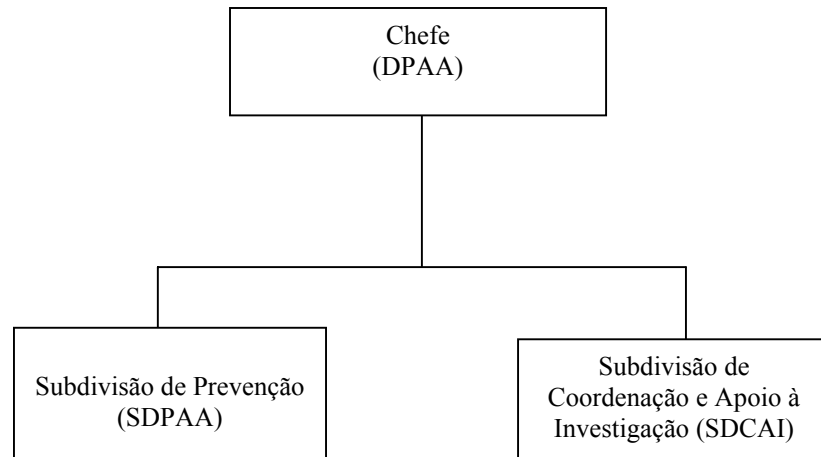 Chefe
(DPAA)
Subdivisão de Prevenção
(SDPAA)
Subdivisão de
Coordenação e Apoio à
Investigação (SDCAI)